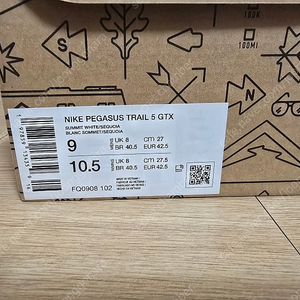 S
100K
100MI
NIKE PEGASUS TRAIL 5 GTX
SUMMIT WHITE/SEQUOIA
BLANC SOMMET/SEQUOIA
9 UK 8 cm 27
BR 40.5 EUR 42.5
10.5 UK 8 cm 27.5
BR 40.5 EUR 42.5
FQ0908 102
MADE IN VIETNAM